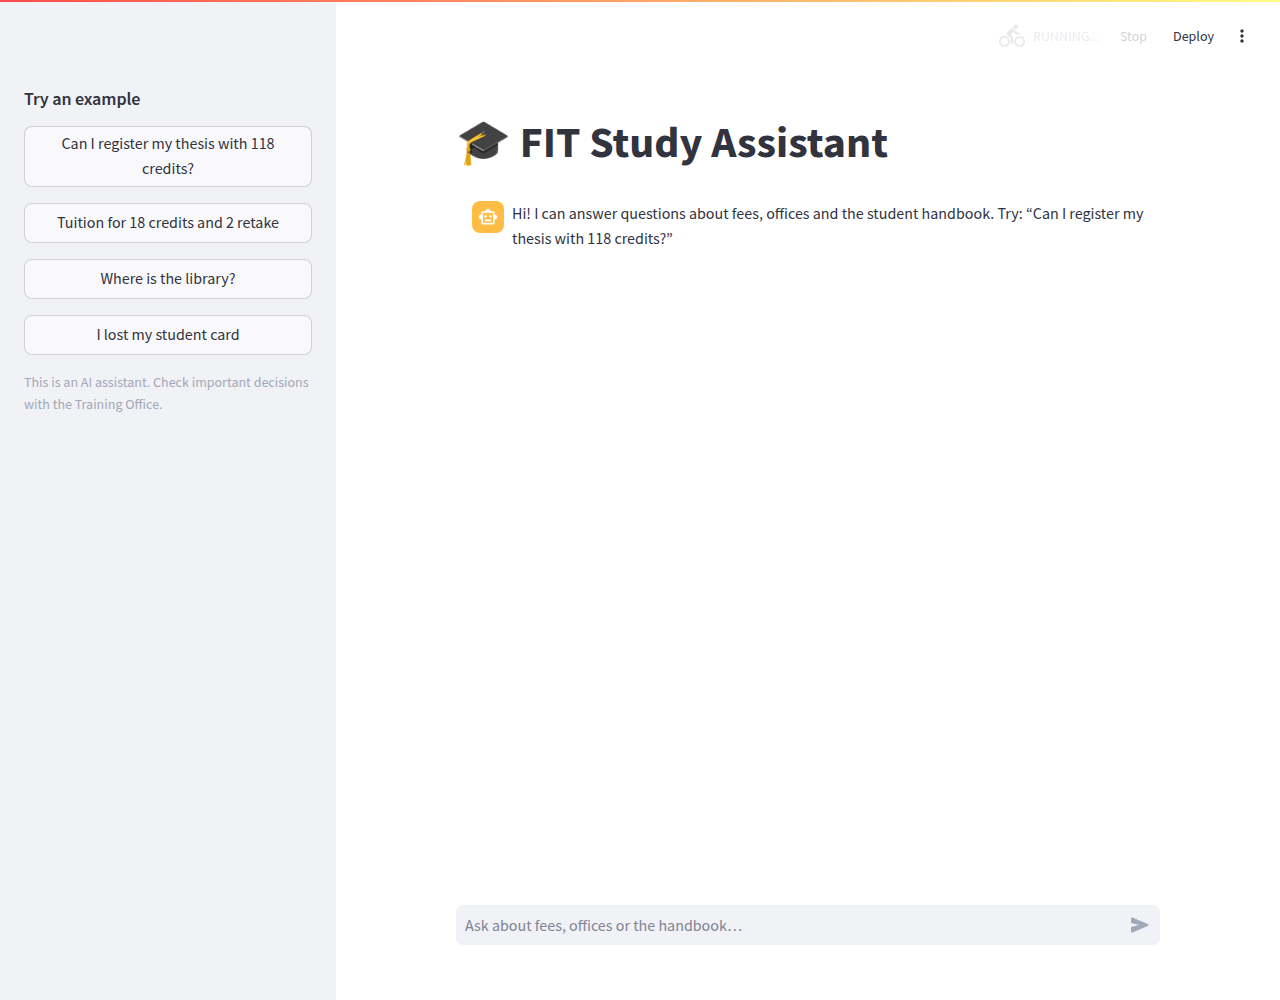 RUNNING...
Stop
Deploy
Try an example
Can I register my thesis with 118
credits?
Tuition for 18 credits and 2 retake
Where is the library?
I lost my student card
This is an AI assistant. Check important decisions
with the Training Office.
FIT Study Assistant
Hi! I can answer questions about fees, offices and the student handbook. Try: “Can I register my
thesis with 118 credits?”
Ask about fees, offices or the handbook…